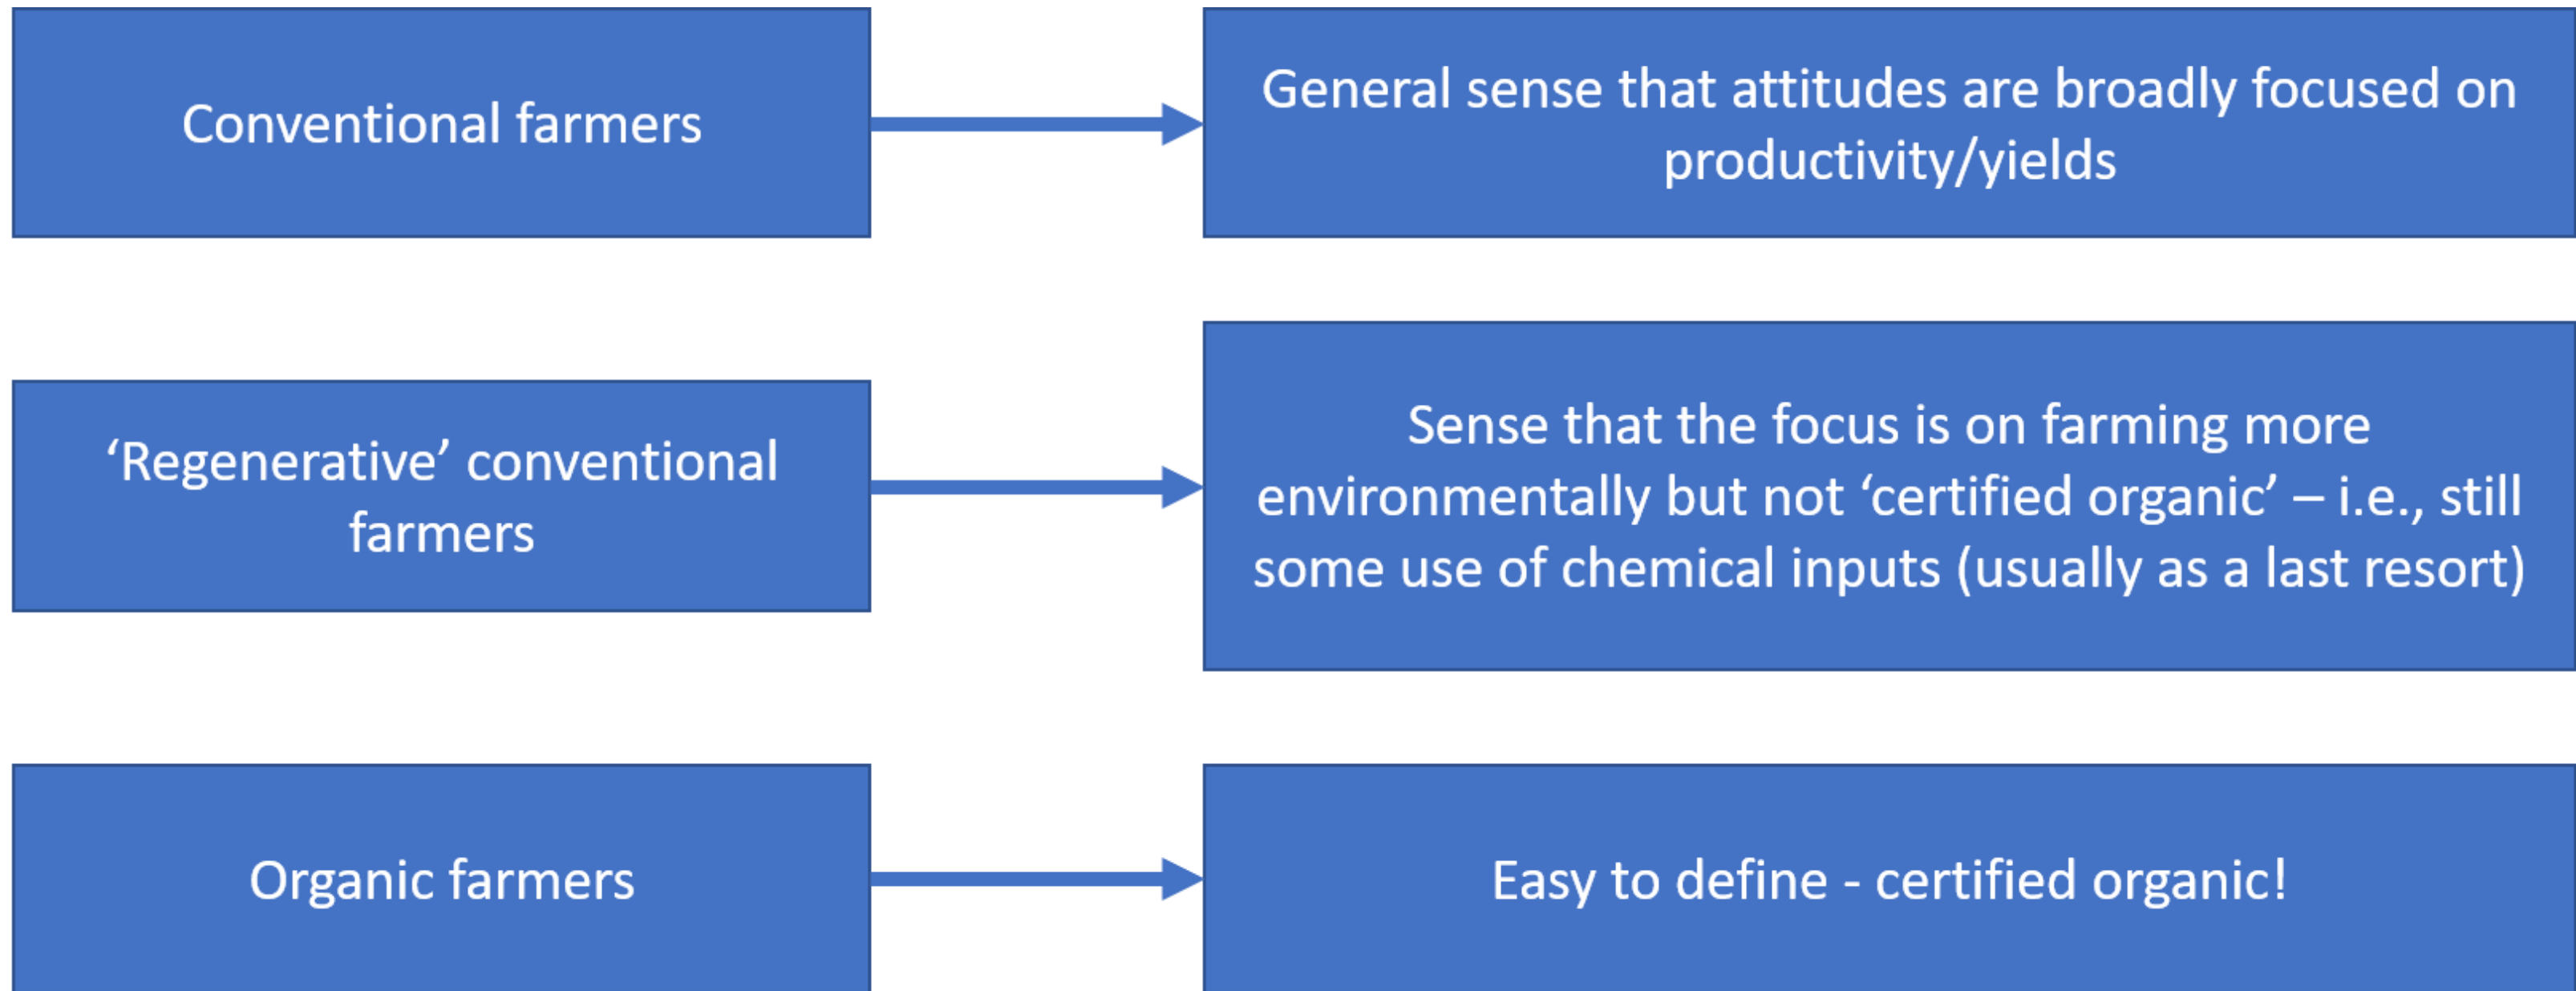 Conventional farmers
General sense that attitudes are broadly focused on
productivity/yields
‘Regenerative’ conventional
farmers
Sense that the focus is on farming more
environmentally but not ‘certified organic’ – i.e., still
some use of chemical inputs (usually as a last resort)
Organic farmers
Easy to define - certified organic!